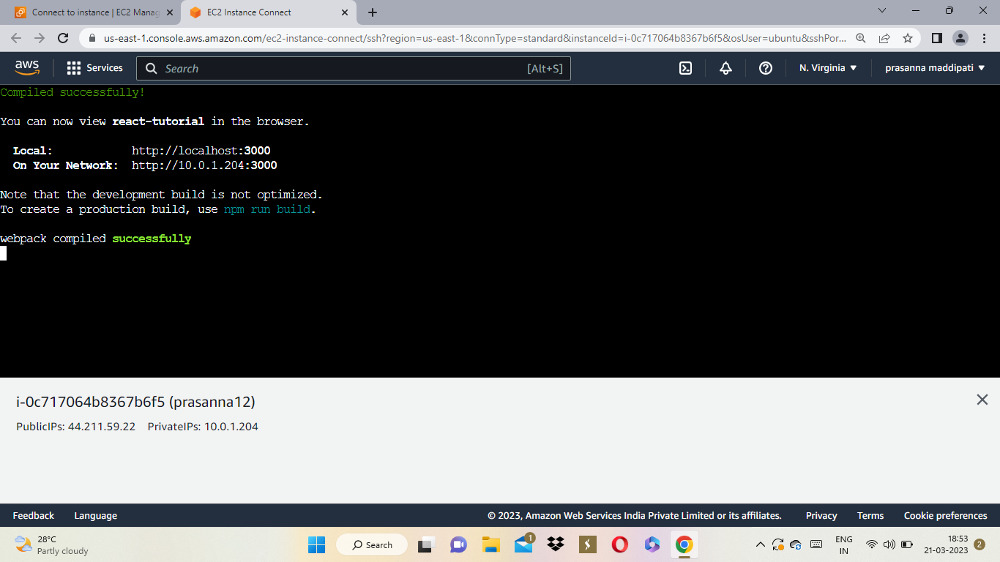 Connect to instance | EC2 Manag
EC2 Instance Connect
us-east-1.console.aws.amazon.com/ec2-instance-connect/ssh?region=us-east-1&connType=standard&instanceId=i-0c717064b8367b6f5&osUser=ubuntu&sshPor...
aws
Services
Search
[Alt+S]
N. Virginia
prasanna maddipati
Compiled successfully!
You can now view react-tutorial in the browser.
Local: http://localhost:3000
On Your Network: http://10.0.1.204:3000
Note that the development build is not optimized.
To create a production build, use npm run build.
webpack compiled successfully
i-0c717064b8367b6f5 (prasanna12)
PublicIPs: 44.211.59.22 PrivateIPs: 10.0.1.204
Feedback Language © 2023, Amazon Web Services India Private Limited or its affiliates. Privacy Terms Cookie preferences
28°C
Partly cloudy
Search
1
ENG
IN
18:53
21-03-2023
2